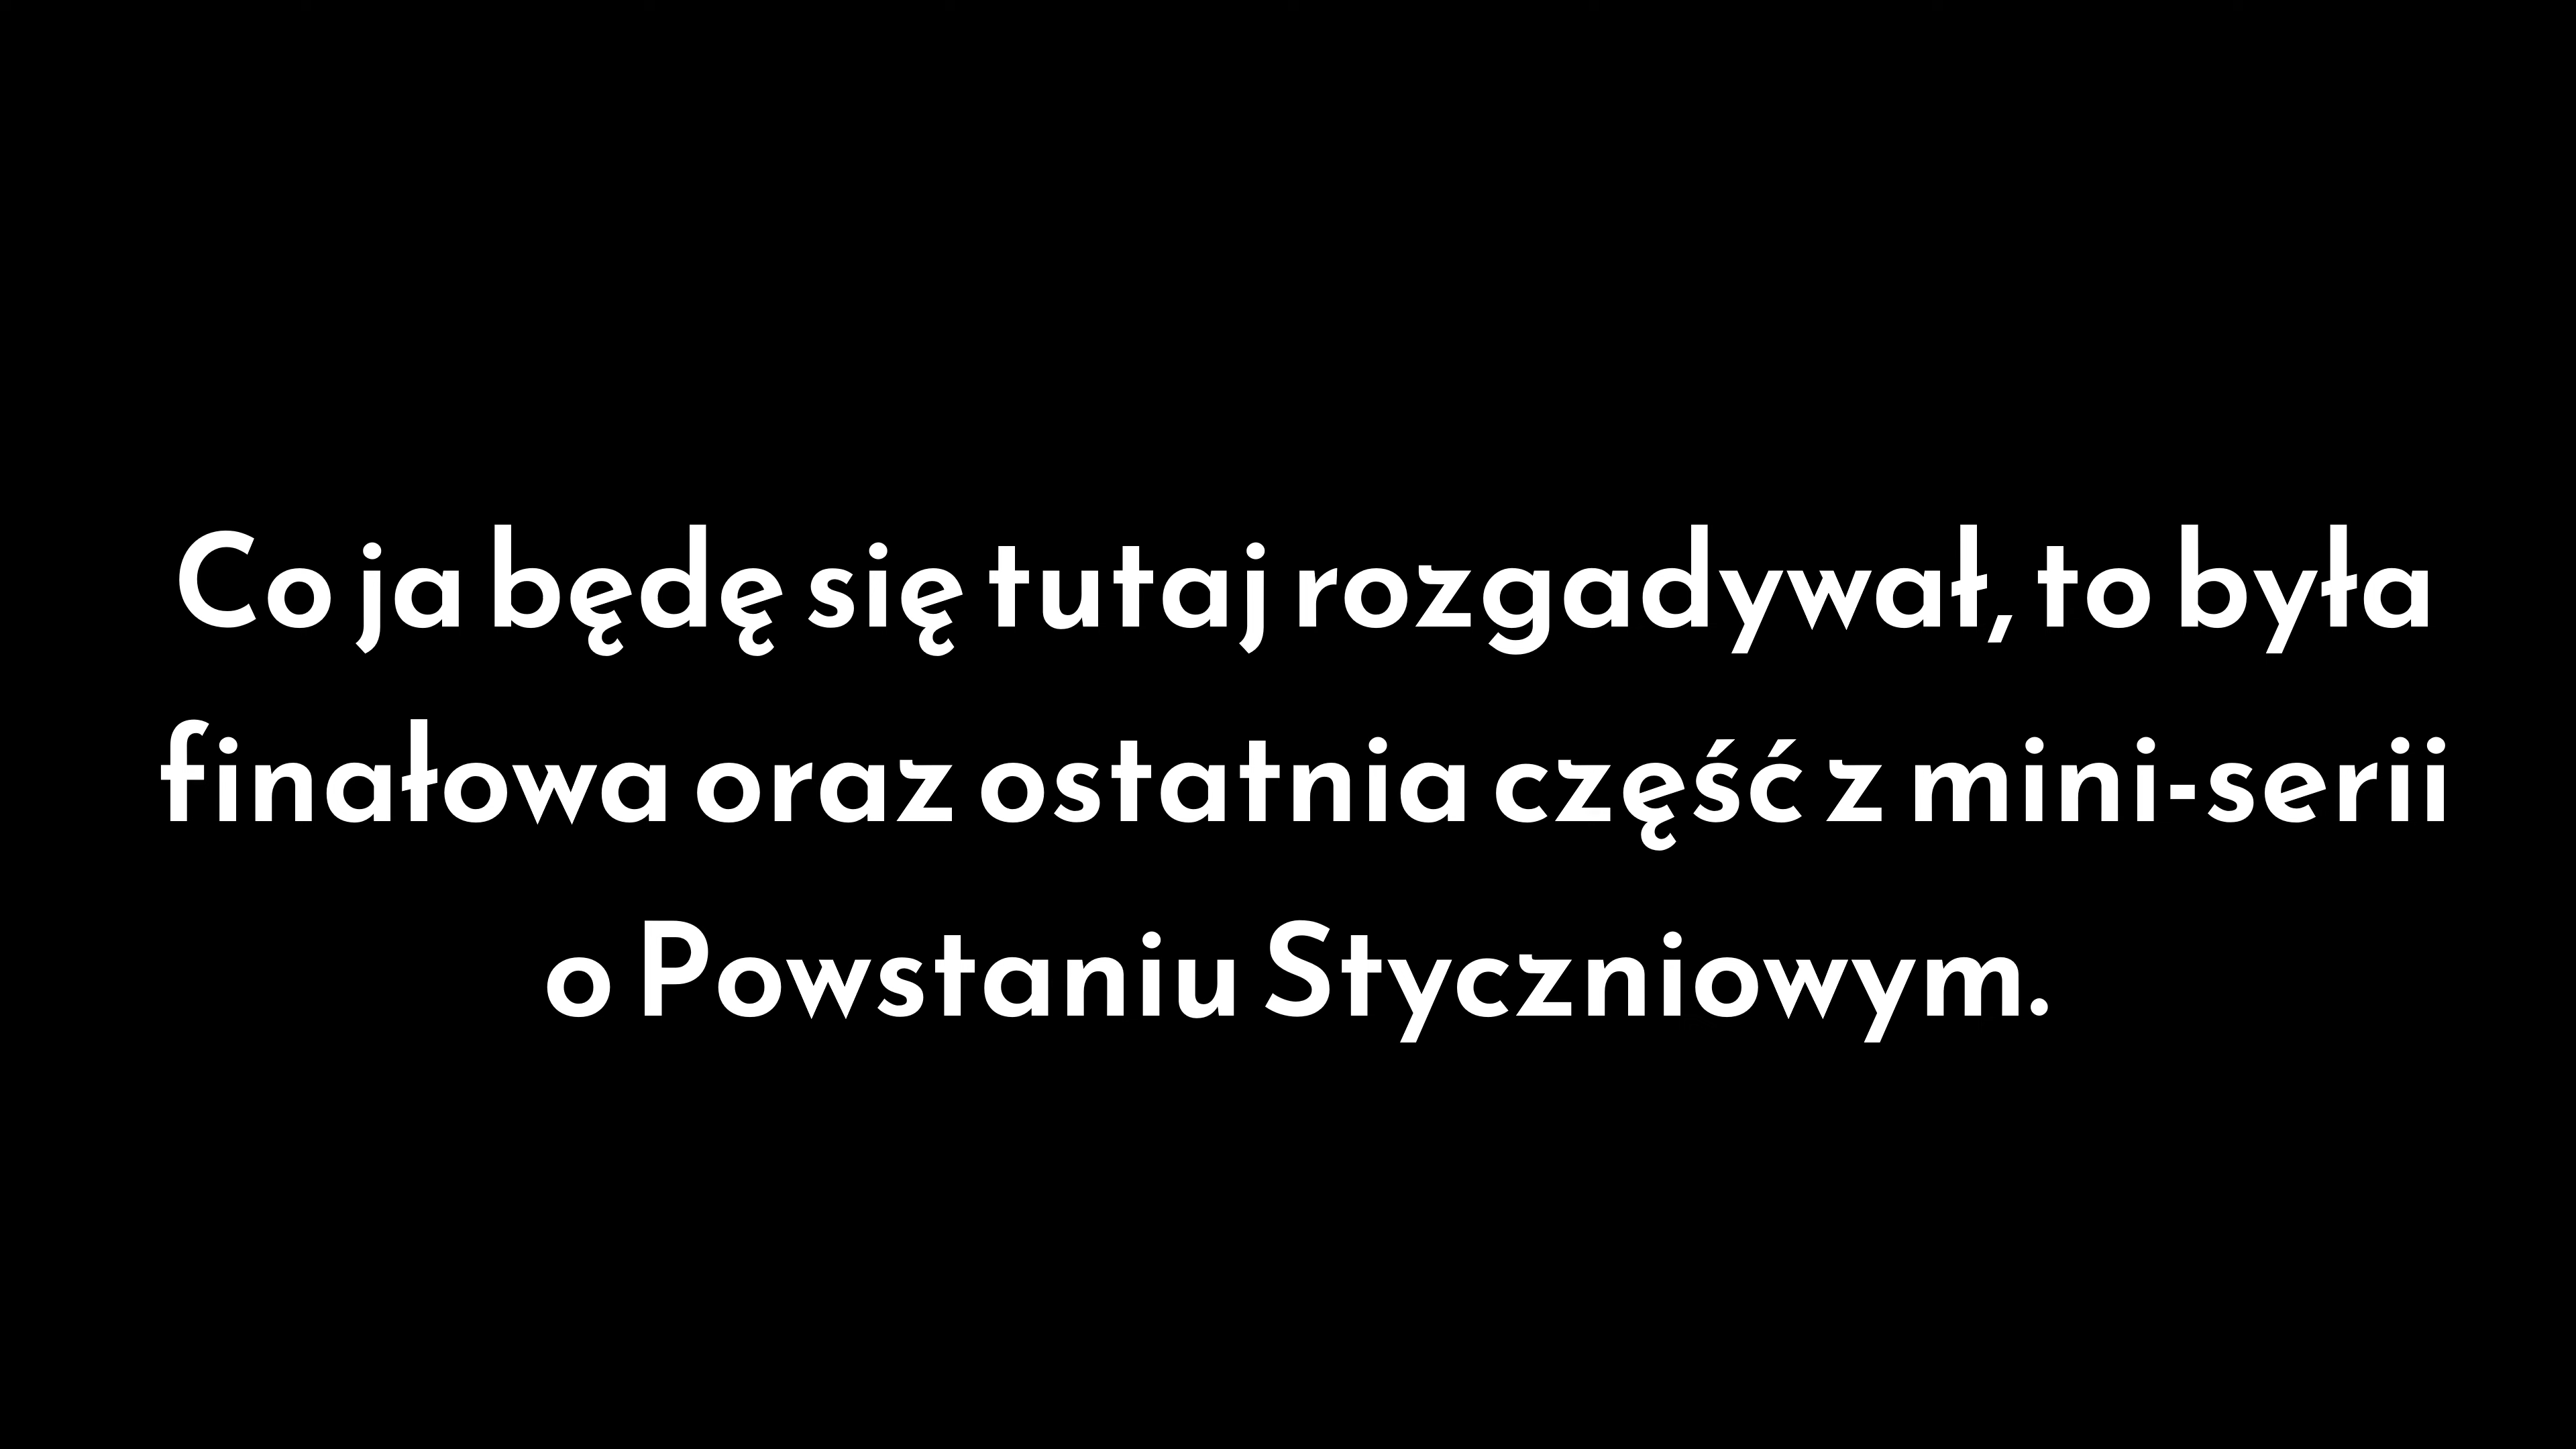 Co ja będę się tutaj rozgadywał, to była
finałowa oraz ostatnia część z mini-serii
o Powstaniu Styczniowym.